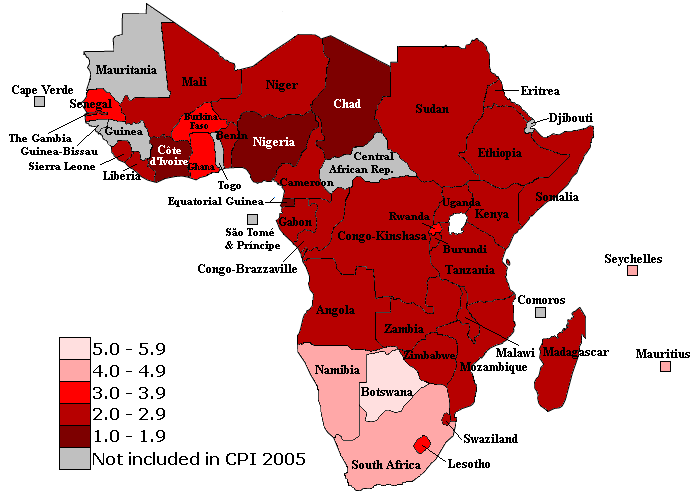 Mauritania
Mali
Niger
Cape Verde
Senegal
Chad
Sudan
Eritrea
The Gambia
Guinea
Burkina
Faso
Benin
Nigeria
Djibouti
Guinea-Bissau
Côte
d'Ivoire
Ghana
Central
African Rep.
Ethiopia
Sierra Leone
Liberia
Togo
Cameroon
Somalia
Equatorial Guinea
Uganda
Kenya
Rwanda
São Tomé
& Príncipe
Gabon
Congo-Kinshasa
Burundi
Congo-Brazzaville
Tanzania
Seychelles
Comoros
Angola
Zambia
Malawi
Madagascar
Mauritius
Zimbabwe
Mozambique
Namibia
Botswana
Swaziland
South Africa
Lesotho
5.0 - 5.9
4.0 - 4.9
3.0 - 3.9
2.0 - 2.9
1.0 - 1.9
Not included in CPI 2005